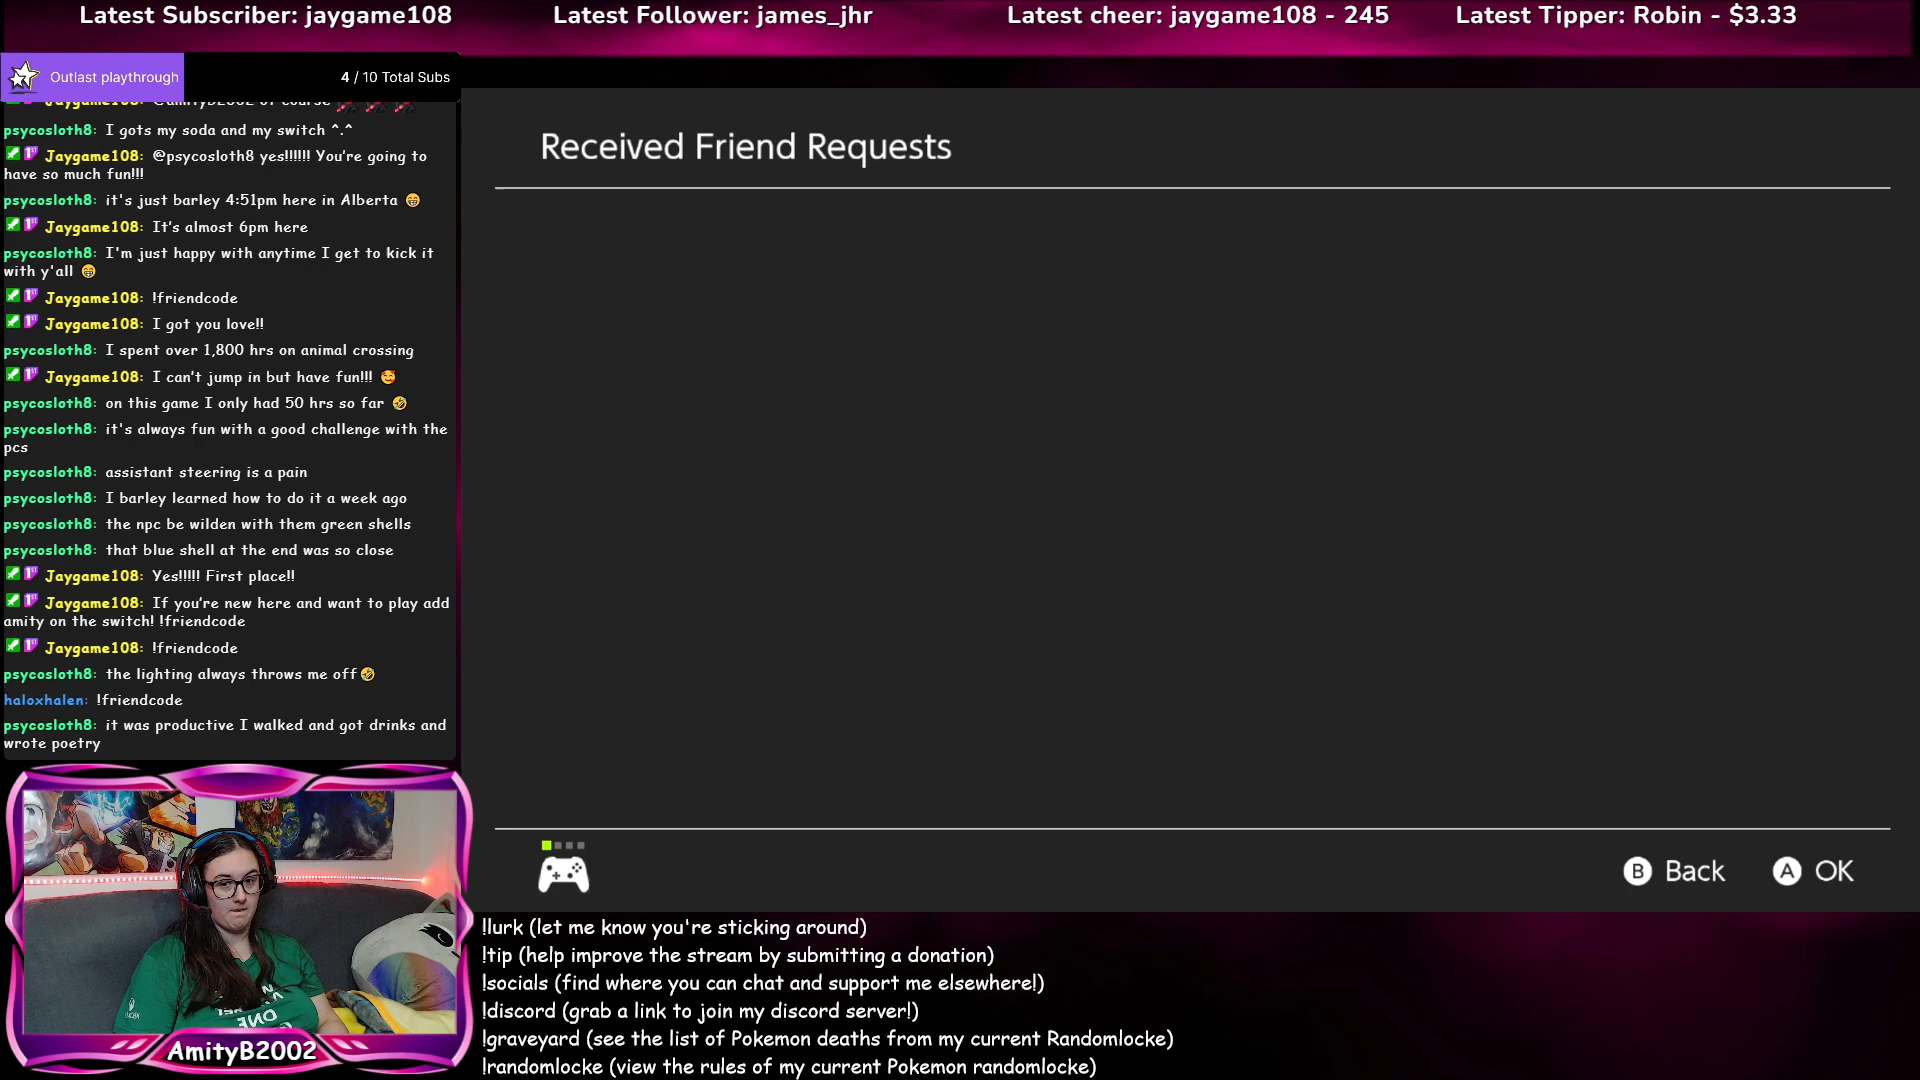 Latest Subscriber: jaygame108
Latest Follower: james_jhr
Latest cheer: jaygame108 - 245
Latest Tipper: Robin - $3.33
Outlast playthrough
4 / 10 Total Subs
Jaygame108: @amityB2002 of course
psycosloth8: I gots my soda and my switch ^.^
Jaygame108: @psycosloth8 yes!!!!!! You're going to
have so much fun!!!
psycosloth8: it's just barley 4:51pm here in Alberta 😁
Jaygame108: It's almost 6pm here
psycosloth8: I'm just happy with anytime I get to kick it
with y'all 😁
Jaygame108: !friendcode
Jaygame108: I got you love!!
psycosloth8: I spent over 1,800 hrs on animal crossing
Jaygame108: I can't jump in but have fun!!! 🥰
psycosloth8: on this game I only had 50 hrs so far 🤣
psycosloth8: it's always fun with a good challenge with the
pcs
psycosloth8: assistant steering is a pain
psycosloth8: I barley learned how to do it a week ago
psycosloth8: the npc be wilden with them green shells
psycosloth8: that blue shell at the end was so close
Jaygame108: Yes!!!!! First place!!
Jaygame108: If you're new here and want to play add
amity on the switch! !friendcode
Jaygame108: !friendcode
psycosloth8: the lighting always throws me off🤣
haloxhalen: !friendcode
psycosloth8: it was productive I walked and got drinks and
wrote poetry
Received Friend Requests
B Back
A OK
AmityB2002
!lurk (let me know you're sticking around)
!tip (help improve the stream by submitting a donation)
!socials (find where you can chat and support me elsewhere!)
!discord (grab a link to join my discord server!)
!graveyard (see the list of Pokemon deaths from my current Randomlocke)
!randomlocke (view the rules of my current Pokemon randomlocke)